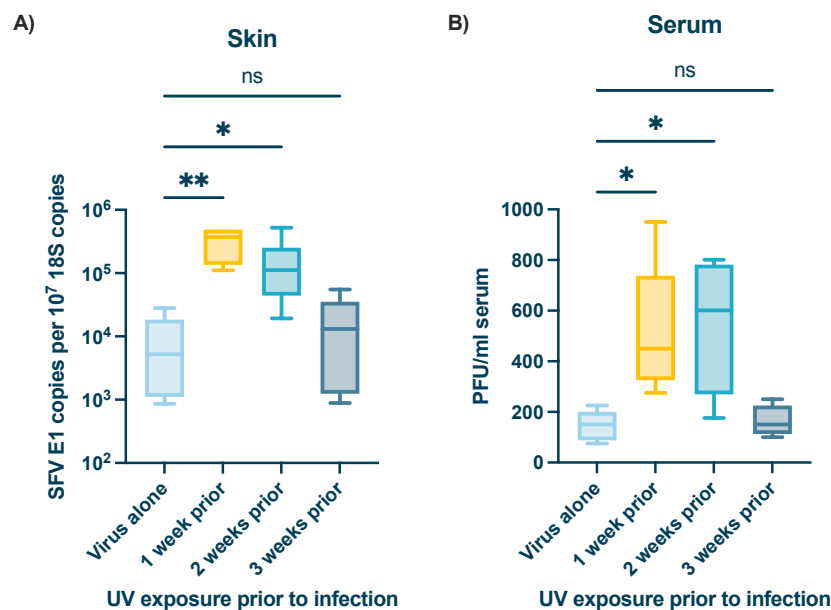 A)
Skin
ns
*
**
SFV E1 copies per 10⁷ 18S copies
10⁶
10⁵
10⁴
10³
10²
Virus alone
1 week prior
2 weeks prior
3 weeks prior
UV exposure prior to infection
B)
Serum
ns
*
*
PFU/ml serum
1000
800
600
400
200
0
Virus alone
1 week prior
2 weeks prior
3 weeks prior
UV exposure prior to infection